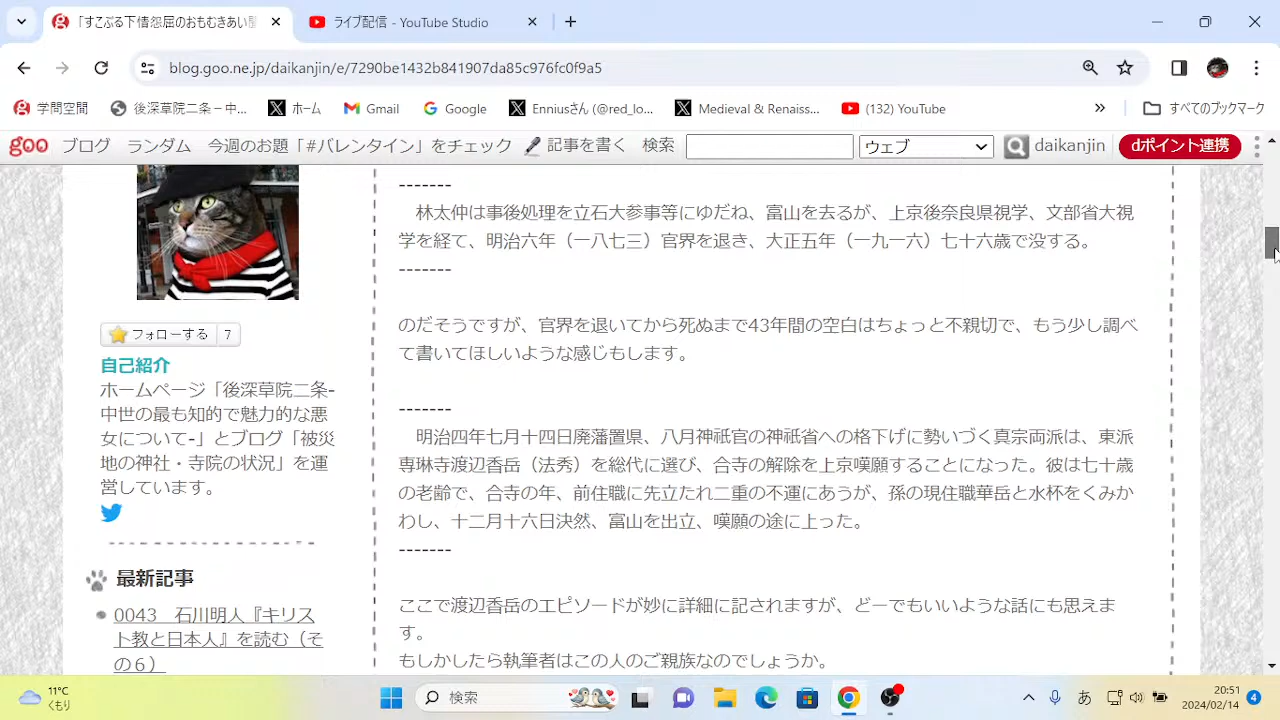 「すこぶる下情怨屈のおもむきあい
ライブ配信 - YouTube Studio
blog.goo.ne.jp/daikanjin/e/7290be1432b841907da85c976fc0f9a5
学問空間
後深草院二条－中...
ホーム
Gmail
Google
Enniusさん (@red_lo...
Medieval & Renaiss...
(132) YouTube
すべてのブックマーク
goo
ブログ
ランダム
今週のお題「#バレンタイン」をチェック
記事を書く
検索
ウェブ
daikanjin
dポイント連携
フォローする
7
自己紹介
ホームページ「後深草院二条-
中世の最も知的で魅力的な悪
女について-」とブログ「被災
地の神社・寺院の状況」を運
営しています。
最新記事
0043　石川明人『キリス
ト教と日本人』を読む（そ
の６）
-------
　林太仲は事後処理を立石大参事等にゆだね、富山を去るが、上京後奈良県視学、文部省大視
学を経て、明治六年（一八七三）官界を退き、大正五年（一九一六）七十六歳で没する。
-------
のだそうですが、官界を退いてから死ぬまで43年間の空白はちょっと不親切で、もう少し調べ
て書いてほしいような感じもします。
-------
　明治四年七月十四日廃藩置県、八月神祇官の神祇省への格下げに勢いづく真宗両派は、東派
専琳寺渡辺香岳（法秀）を総代に選び、合寺の解除を上京嘆願することになった。彼は七十歳
の老齢で、合寺の年、前住職に先立たれ二重の不運にあうが、孫の現住職華岳と水杯をくみか
わし、十二月十六日決然、富山を出立、嘆願の途に上った。
-------
ここで渡辺香岳のエピソードが妙に詳細に記されますが、どーでもいいような話にも思えま
す。
もしかしたら執筆者はこの人のご親族なのでしょうか。
11°C
くもり
検索
あ
20:51
2024/02/14
4